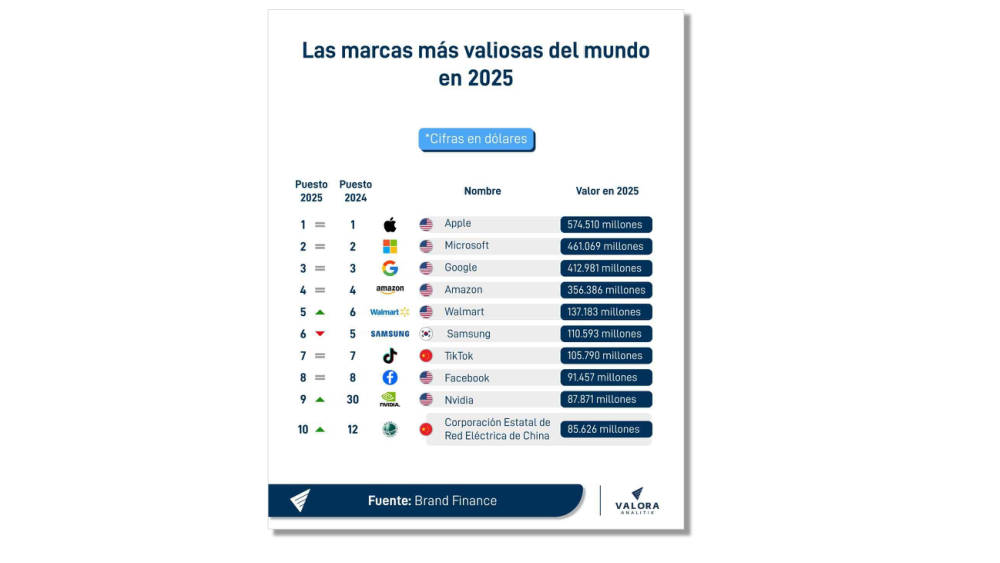 Las marcas más valiosas del mundo
en 2025
*Cifras en dólares
Puesto 2025 Puesto 2024 Nombre Valor en 2025
1 = 1 Apple 574.510 millones
2 = 2 Microsoft 461.069 millones
3 = 3 Google 412.981 millones
4 = 4 amazon Amazon 356.386 millones
5 6 Walmart Walmart 137.183 millones
6 5 SAMSUNG Samsung 110.593 millones
7 = 7 TikTok 105.790 millones
8 = 8 Facebook 91.457 millones
9 30 NVIDIA. Nvidia 87.871 millones
10 12 Corporación Estatal de
Red Eléctrica de China 85.626 millones
Fuente: Brand Finance
VALORA
ANALITIK